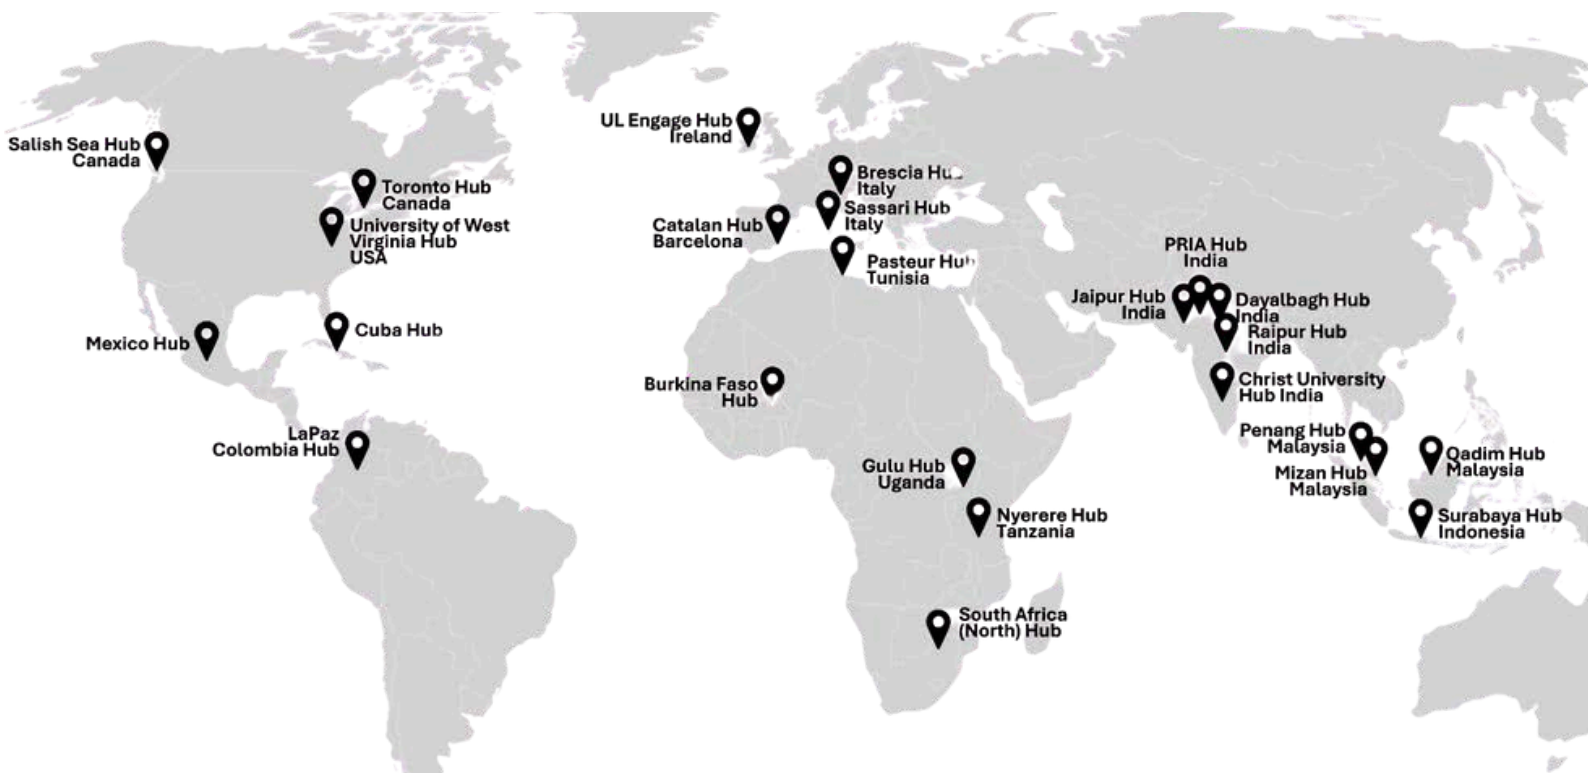 Salish Sea Hub
Canada
Toronto Hub
Canada
University of West
Virginia Hub
USA
Mexico Hub
Cuba Hub
LaPaz
Colombia Hub
UL Engage Hub
Ireland
Brescia
Italy
Sassari Hub
Italy
Catalan Hub
Barcelona
Pasteur Hub
Tunisia
Burkina Faso
Hub
Gulu Hub
Uganda
Nyerere Hub
Tanzania
South Africa
(North) Hub
PRIA Hub
India
Jaipur Hub
India
Dayalbagh Hub
India
Raipur Hub
India
Christ University
Hub India
Penang Hub
Malaysia
Mizan Hub
Malaysia
Qadim Hub
Malaysia
Surabaya Hub
Indonesia